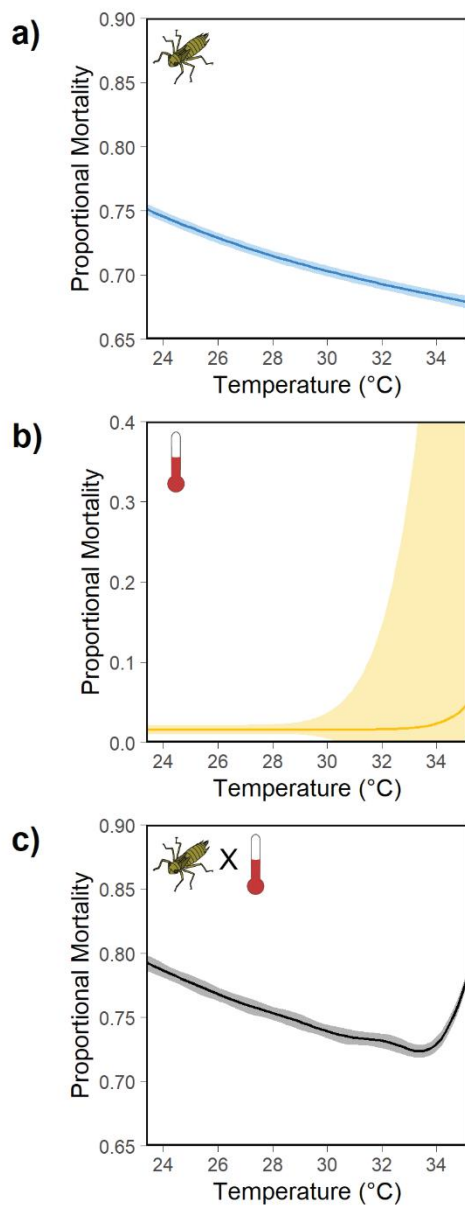 a)
Proportional Mortality
0.90
0.85
0.80
0.75
0.70
0.65
24 26 28 30 32 34
Temperature (°C)
b)
Proportional Mortality
0.4
0.3
0.2
0.1
0.0
24 26 28 30 32 34
Temperature (°C)
c)
X
Proportional Mortality
0.90
0.85
0.80
0.75
0.70
0.65
24 26 28 30 32 34
Temperature (°C)